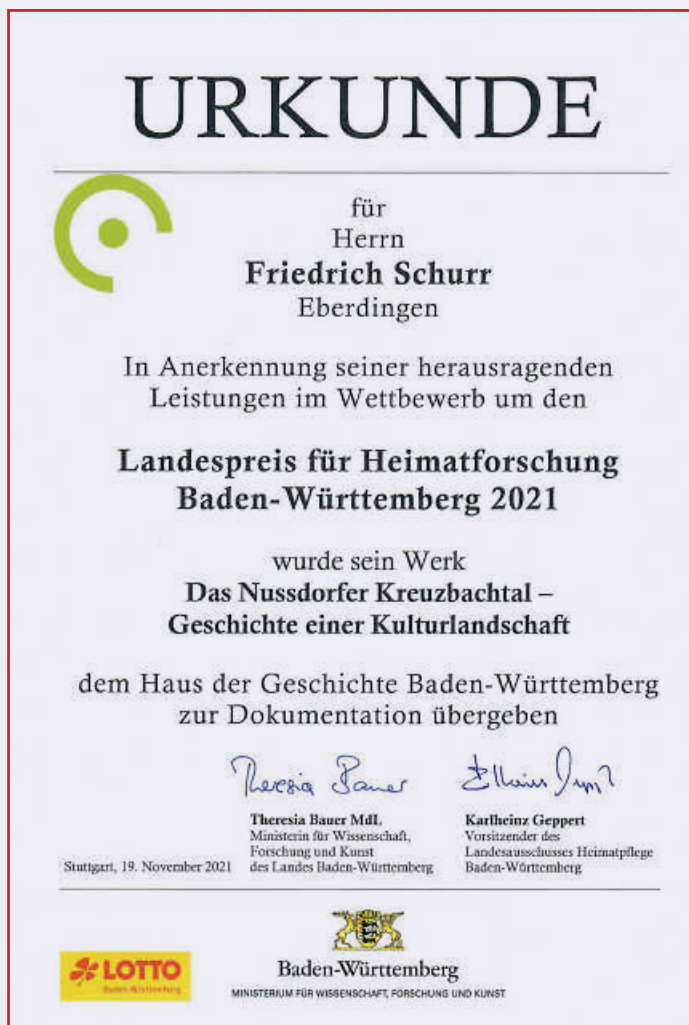 URKUNDE
für
Herrn
Friedrich Schurr
Eberdingen
In Anerkennung seiner herausragenden
Leistungen im Wettbewerb um den
Landespreis für Heimatforschung
Baden-Württemberg 2021
wurde sein Werk
Das Nussdorfer Kreuzbachtal –
Geschichte einer Kulturlandschaft
dem Haus der Geschichte Baden-Württemberg
zur Dokumentation übergeben
Theresia Bauer
Theresia Bauer MdL
Ministerin für Wissenschaft,
Forschung und Kunst
des Landes Baden-Württemberg
Karlheinz Geppert
Vorsitzender des
Landesausschusses Heimatpflege
Baden-Württemberg
Stuttgart, 19. November 2021
LOTTO
Baden-Württemberg
Baden-Württemberg
MINISTERIUM FÜR WISSENSCHAFT, FORSCHUNG UND KUNST